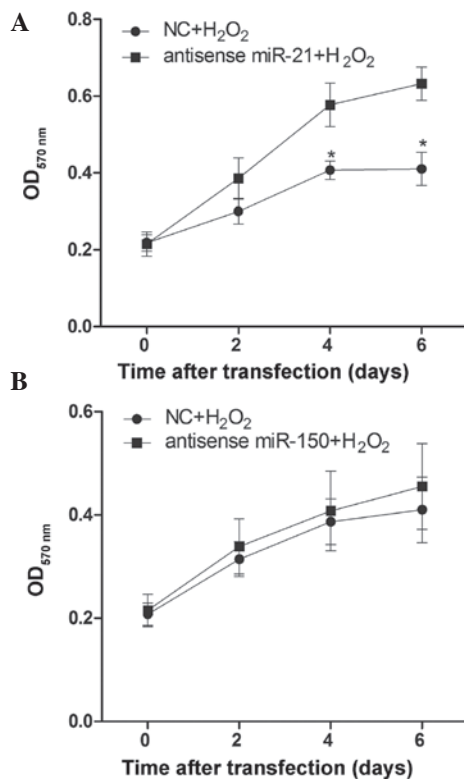 A
NC+H₂O₂
antisense miR-21+H₂O₂
0.8
0.6
0.4
0.2
0.0
OD₅₇₀ ₙₘ
*
*
0 2 4 6
Time after transfection (days)
B
NC+H₂O₂
antisense miR-150+H₂O₂
0.6
0.4
0.2
0.0
OD₅₇₀ ₙₘ
0 2 4 6
Time after transfection (days)